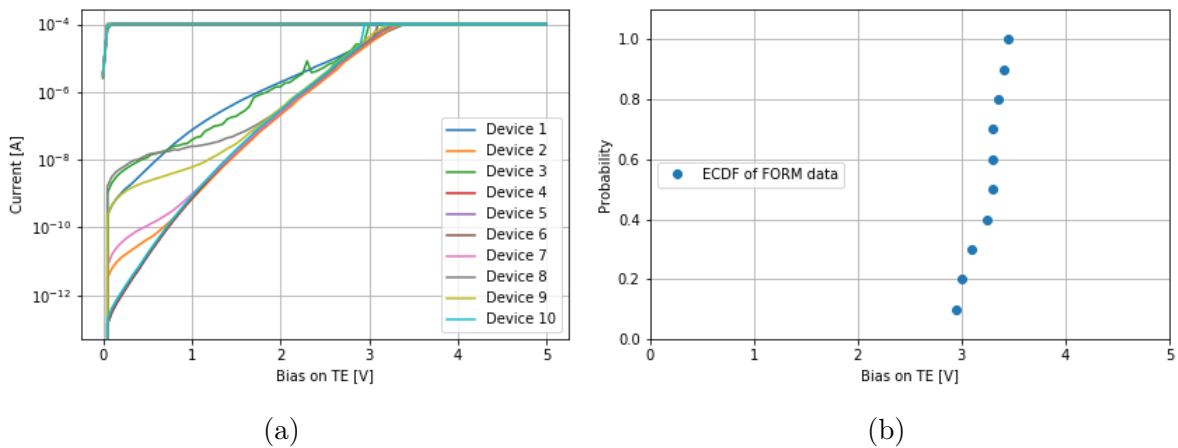 10⁻⁴
10⁻⁶
10⁻⁸
10⁻¹⁰
10⁻¹²
Current [A]
0 1 2 3 4 5
Bias on TE [V]
Device 1
Device 2
Device 3
Device 4
Device 5
Device 6
Device 7
Device 8
Device 9
Device 10
(a)
1.0
0.8
0.6
0.4
0.2
0.0
Probability
0 1 2 3 4 5
Bias on TE [V]
ECDF of FORM data
(b)